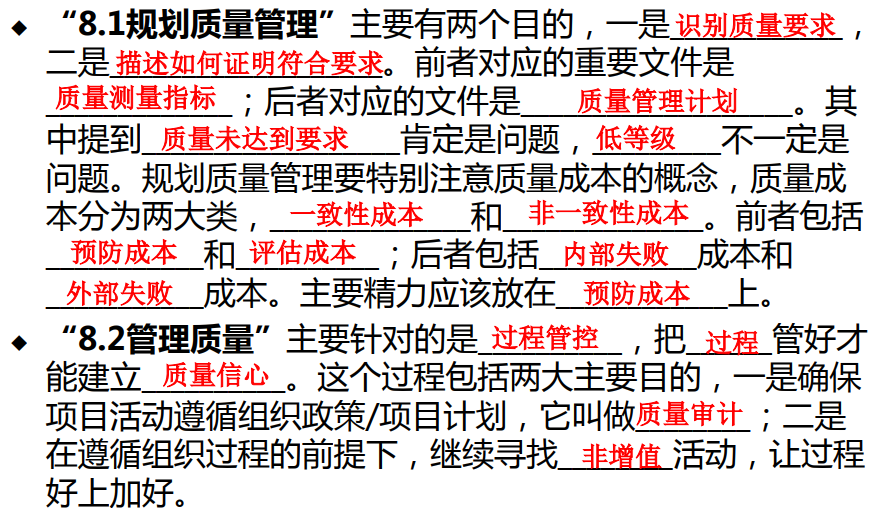 ◆ “8.1规划质量管理”主要有两个目的，一是识别质量要求，
二是描述如何证明符合要求。前者对应的重要文件是
质量测量指标；后者对应的文件是质量管理计划。其
中提到质量未达到要求肯定是问题，低等级不一定是
问题。规划质量管理要特别注意质量成本的概念，质量成
本分为两大类，一致性成本和非一致性成本。前者包括
预防成本和评估成本；后者包括内部失败成本和
外部失败成本。主要精力应该放在预防成本上。
◆ “8.2管理质量”主要针对的是过程管控，把过程管好才
能建立质量信心。这个过程包括两大主要目的，一是确保
项目活动遵循组织政策/项目计划，它叫做质量审计；二是
在遵循组织过程的前提下，继续寻找非增值活动，让过程
好上加好。